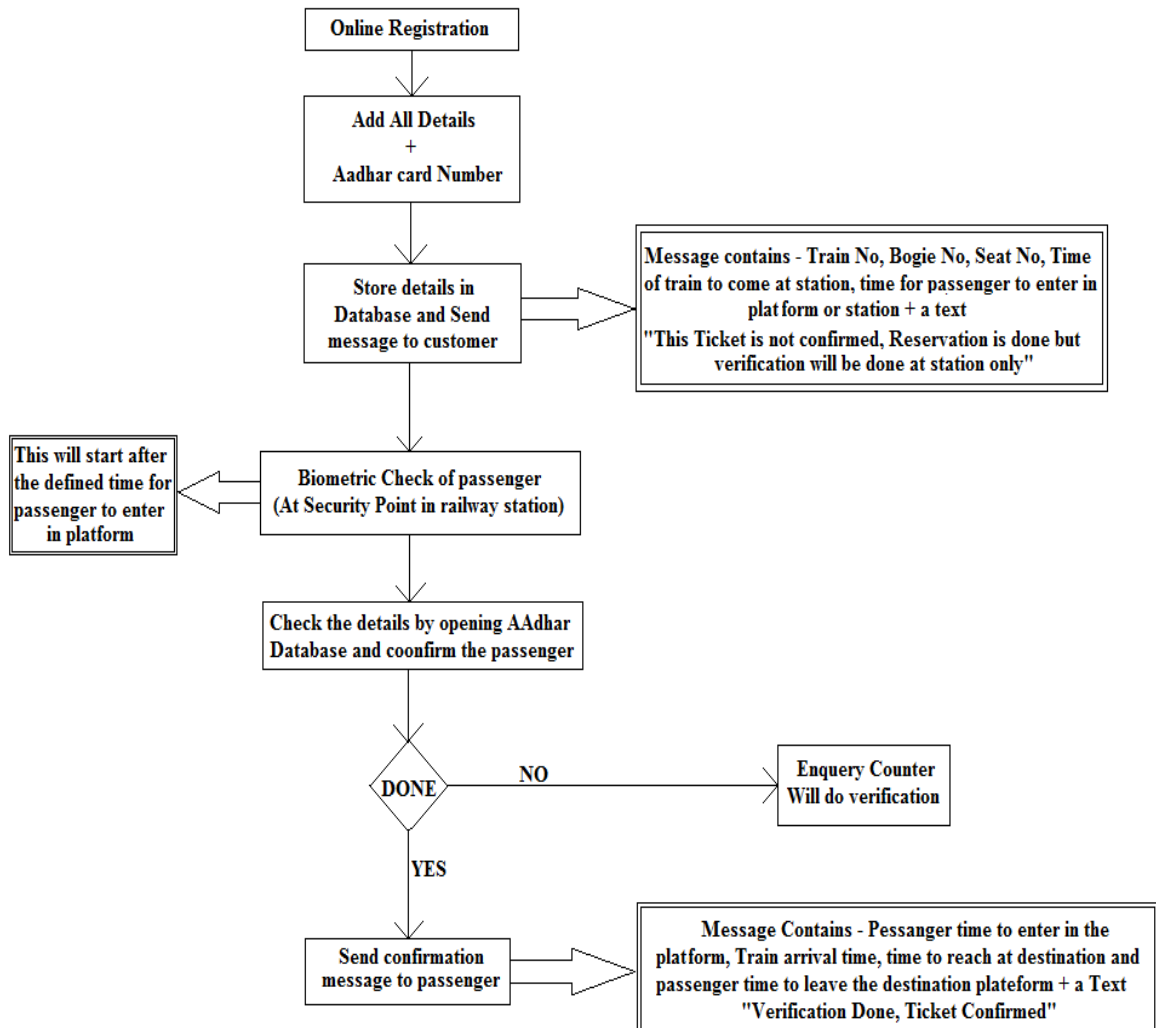 Online Registration
Add All Details
+
Aadhar card Number
Store details in
Database and Send
message to customer
Message contains - Train No, Bogie No, Seat No, Time
of train to come at station, time for passenger to enter in
platform or station + a text
"This Ticket is not confirmed, Reservation is done but
verification will be done at station only"
This will start after
the defined time for
passenger to enter
in platform
Biometric Check of passenger
(At Security Point in railway station)
Check the details by opening AAdhar
Database and coonfirm the passenger
DONE
NO
Enquery Counter
Will do verification
YES
Send confirmation
message to passenger
Message Contains - Pessanger time to enter in the
platform, Train arrival time, time to reach at destination and
passenger time to leave the destination plateform + a Text
"Verification Done, Ticket Confirmed"